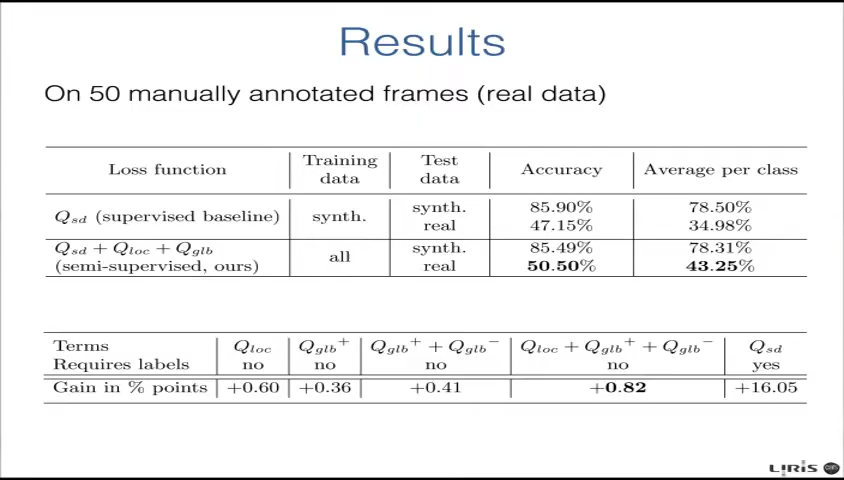 Results
On 50 manually annotated frames (real data)
Loss function | Training data | Test data | Accuracy | Average per class
Q_sd (supervised baseline) | synth. | synth. | 85.90% | 78.50%
real | 47.15% | 34.98%
Q_sd + Q_loc + Q_glb (semi-supervised, ours) | all | synth. | 85.49% | 78.31%
real | 50.50% | 43.25%
Terms | Q_loc | Q_glb⁺ | Q_glb⁺ + Q_glb⁻ | Q_loc + Q_glb⁺ + Q_glb⁻ | Q_sd
Requires labels | no | no | no | no | yes
Gain in % points | +0.60 | +0.36 | +0.41 | +0.82 | +16.05
LIRIS